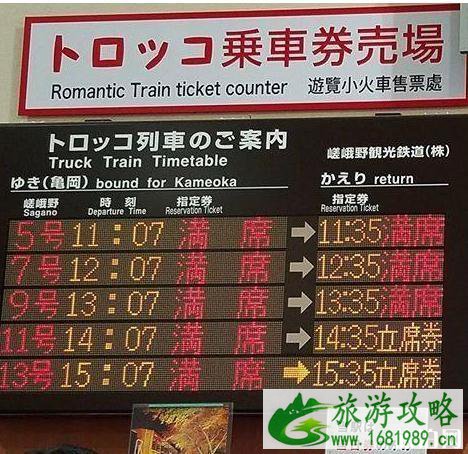 トロッコ乗車券売場
Romantic Train ticket counter 遊覽小火車售票處
トロッコ列車のご案内
Truck Train Timetable
嵯峨野観光鉄道(株)
ゆき(亀岡) bound for Kameoka かえり return
嵯峨野 時刻 指定券 指定券
Sagano Departure Time Reservation Ticket Reservation Ticket
5号 11:07 満席 → 11:35 満席
7号 12:07 満席 → 12:35 満席
9号 13:07 満席 → 13:35 満席
11号 14:07 満席 → 14:35 立席券
13号 15:07 満席 → 15:35 立席券
旅游攻略
www.1681989.cn